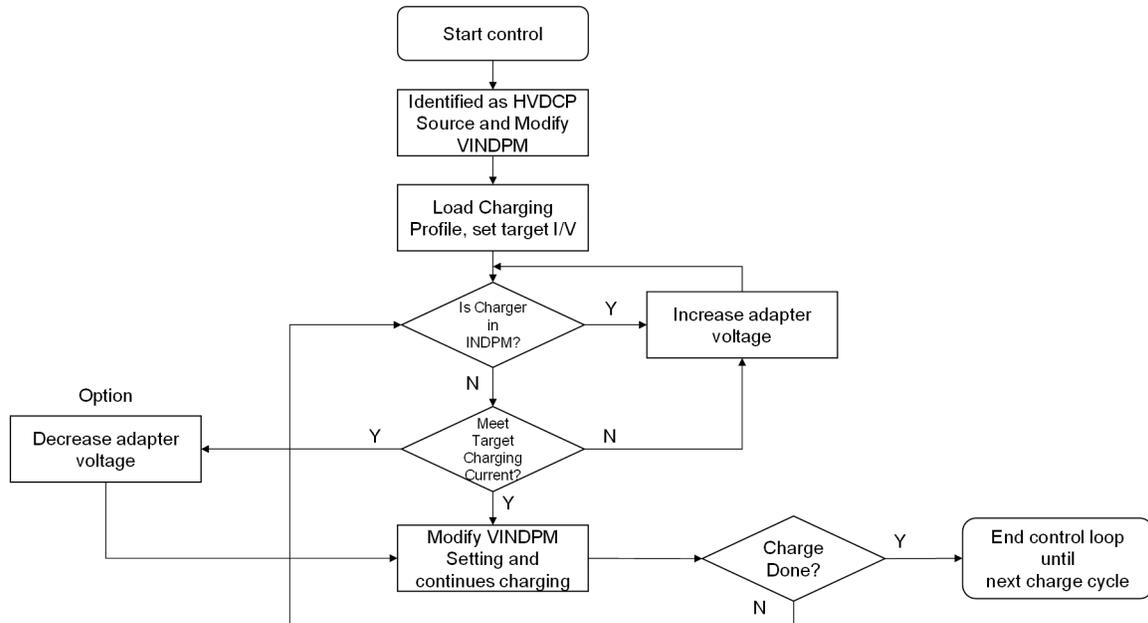 Start control
Identified as HVDCP
Source and Modify
VINDPM
Load Charging
Profile, set target I/V
Is Charger
in
INDPM?
Y
Increase adapter
voltage
N
Option
Decrease adapter
voltage
Y
Meet
Target
Charging
Current?
N
Y
Modify VINDPM
Setting and
continues charging
Charge
Done?
Y
End control loop
until
next charge cycle
N